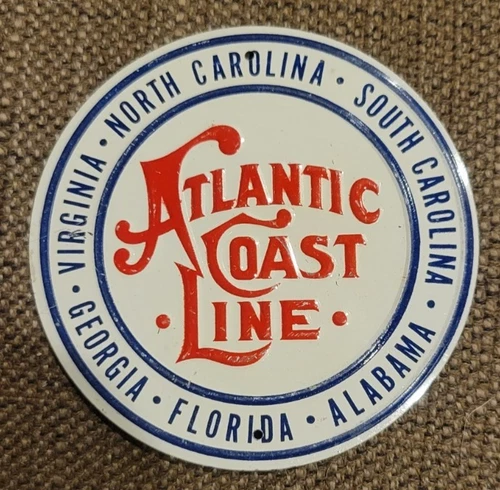 VIRGINIA • NORTH CAROLINA • SOUTH CAROLINA • ALABAMA • FLORIDA • GEORGIA •
ATLANTIC
COAST
• LINE •